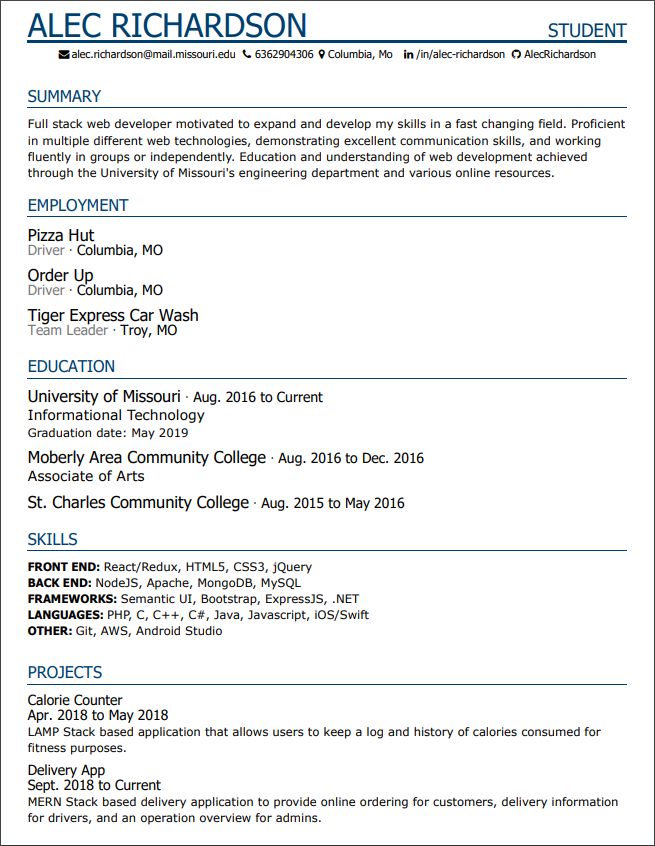 ALEC RICHARDSON STUDENT
alec.richardson@mail.missouri.edu 6362904306 Columbia, Mo /in/alec-richardson AlecRichardson
SUMMARY
Full stack web developer motivated to expand and develop my skills in a fast changing field. Proficient
in multiple different web technologies, demonstrating excellent communication skills, and working
fluently in groups or independently. Education and understanding of web development achieved
through the University of Missouri's engineering department and various online resources.
EMPLOYMENT
Pizza Hut
Driver · Columbia, MO
Order Up
Driver · Columbia, MO
Tiger Express Car Wash
Team Leader · Troy, MO
EDUCATION
University of Missouri · Aug. 2016 to Current
Informational Technology
Graduation date: May 2019
Moberly Area Community College · Aug. 2016 to Dec. 2016
Associate of Arts
St. Charles Community College · Aug. 2015 to May 2016
SKILLS
FRONT END: React/Redux, HTML5, CSS3, jQuery
BACK END: NodeJS, Apache, MongoDB, MySQL
FRAMEWORKS: Semantic UI, Bootstrap, ExpressJS, .NET
LANGUAGES: PHP, C, C++, C#, Java, Javascript, iOS/Swift
OTHER: Git, AWS, Android Studio
PROJECTS
Calorie Counter
Apr. 2018 to May 2018
LAMP Stack based application that allows users to keep a log and history of calories consumed for
fitness purposes.
Delivery App
Sept. 2018 to Current
MERN Stack based delivery application to provide online ordering for customers, delivery information
for drivers, and an operation overview for admins.